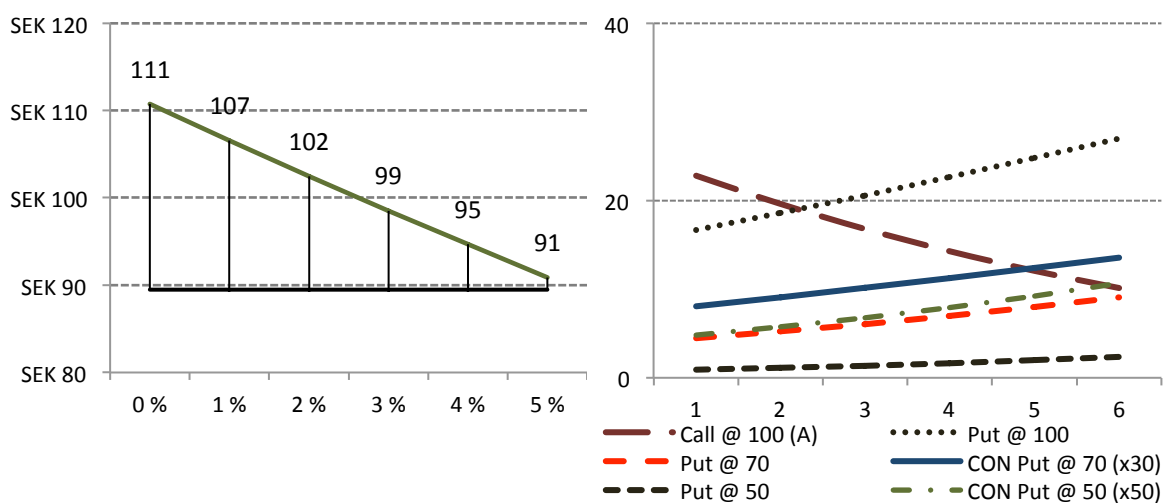 SEK 120
111
SEK 110
107
102
SEK 100
99
95
91
SEK 90
SEK 80
0 % 1 % 2 % 3 % 4 % 5 %
40
20
0
1 2 3 4 5 6
Call @ 100 (A) Put @ 100
Put @ 70 CON Put @ 70 (x30)
Put @ 50 CON Put @ 50 (x50)